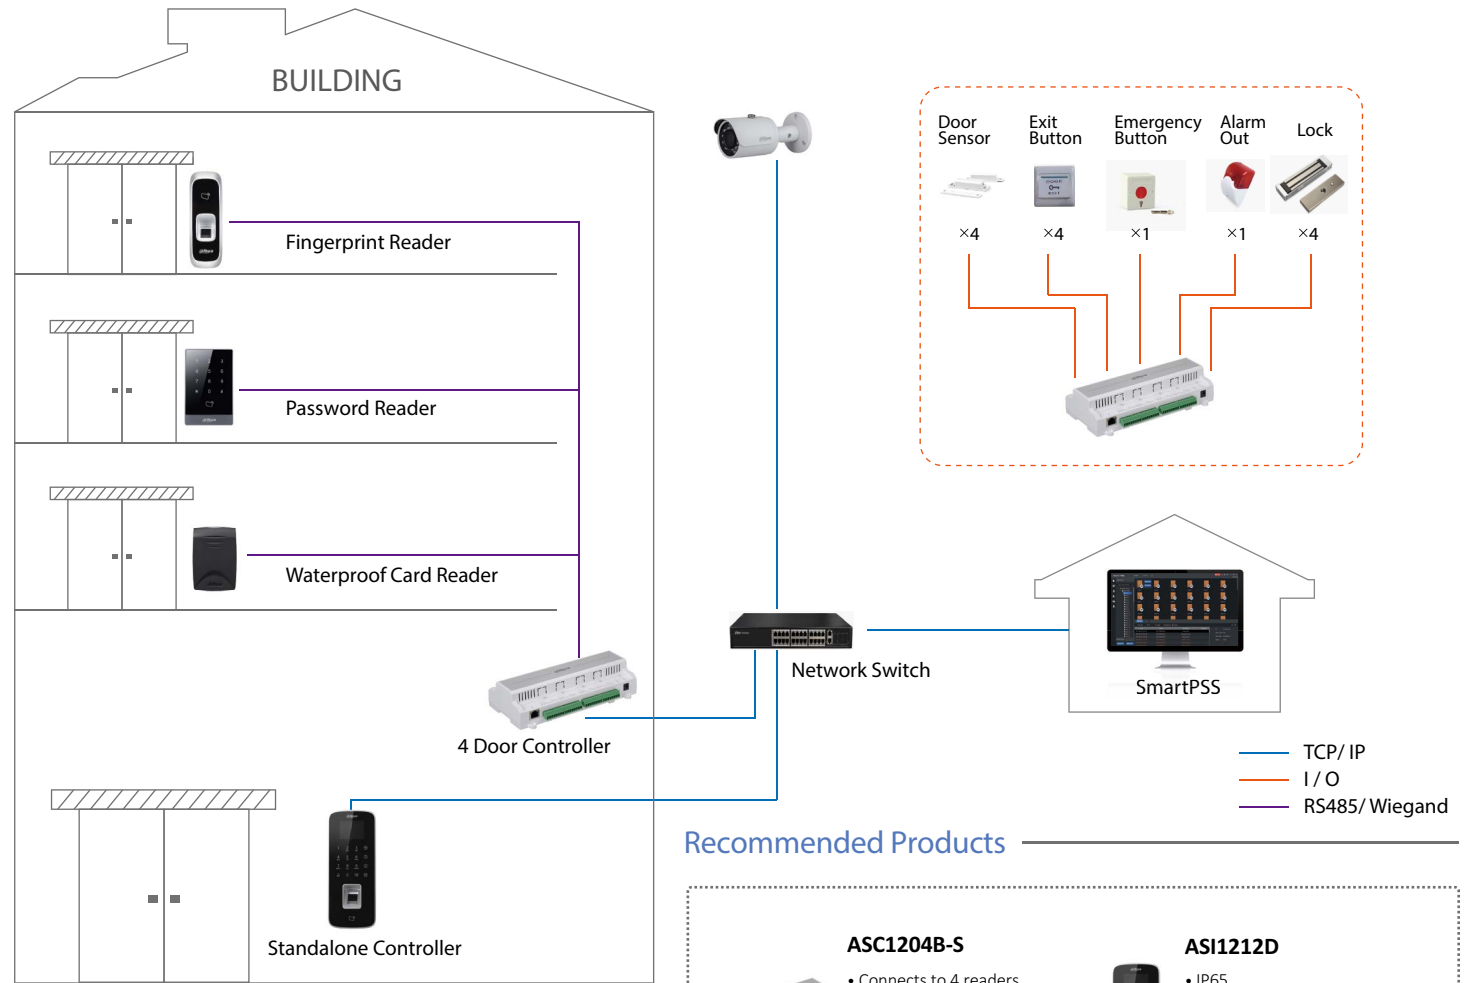 BUILDING
Fingerprint Reader
Password Reader
Waterproof Card Reader
4 Door Controller
Standalone Controller
Door
Sensor
Exit
Button
Emergency
Button
Alarm
Out
Lock
×4
×4
×1
×1
×4
Network Switch
SmartPSS
TCP/ IP
I / O
RS485/ Wiegand
Recommended Products
ASC1204B-S
• Connects to 4 readers
ASI1212D
• IP65